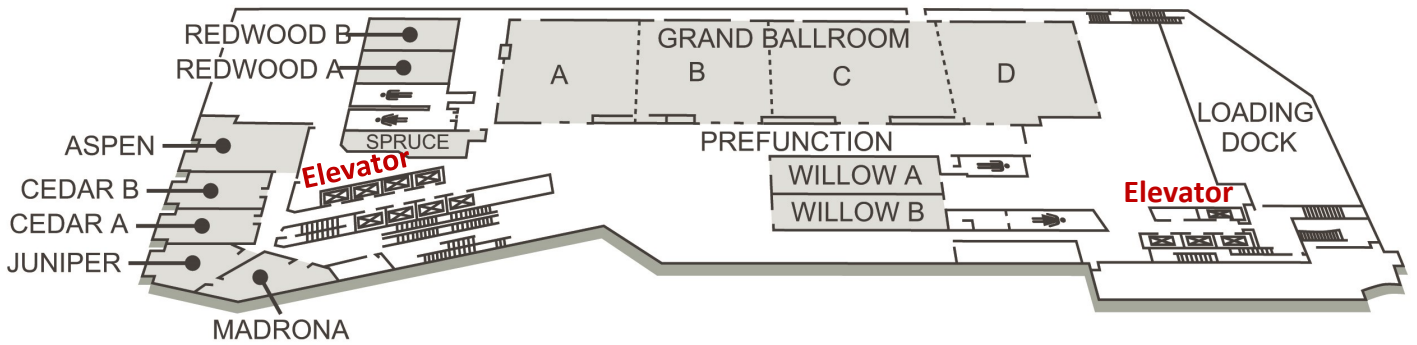 REDWOOD B
REDWOOD A
GRAND BALLROOM
A
B
C
D
LOADING
DOCK
ASPEN
SPRUCE
PREFUNCTION
Elevator
WILLOW A
CEDAR B
Elevator
WILLOW B
CEDAR A
JUNIPER
MADRONA